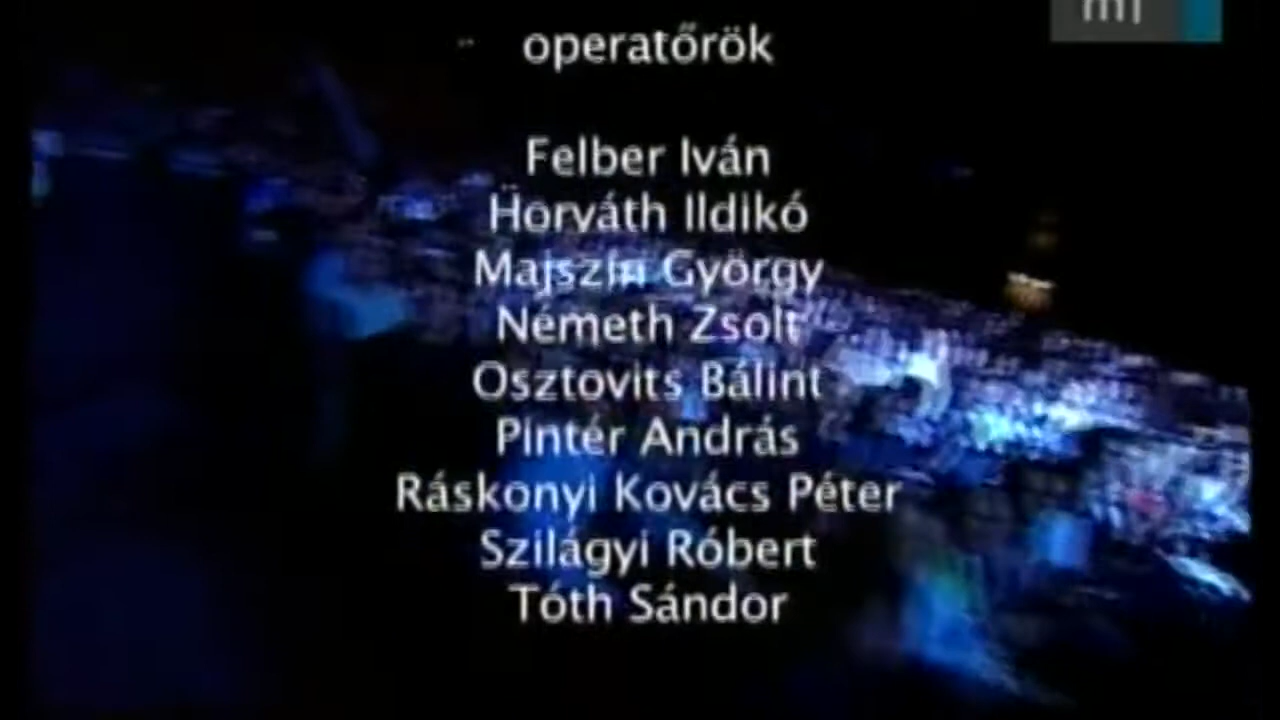 operatőrök
Felber Iván
Horváth Ildikó
Majszin György
Németh Zsolt
Osztovits Bálint
Pintér András
Ráskonyi Kovács Péter
Szilágyi Róbert
Tóth Sándor